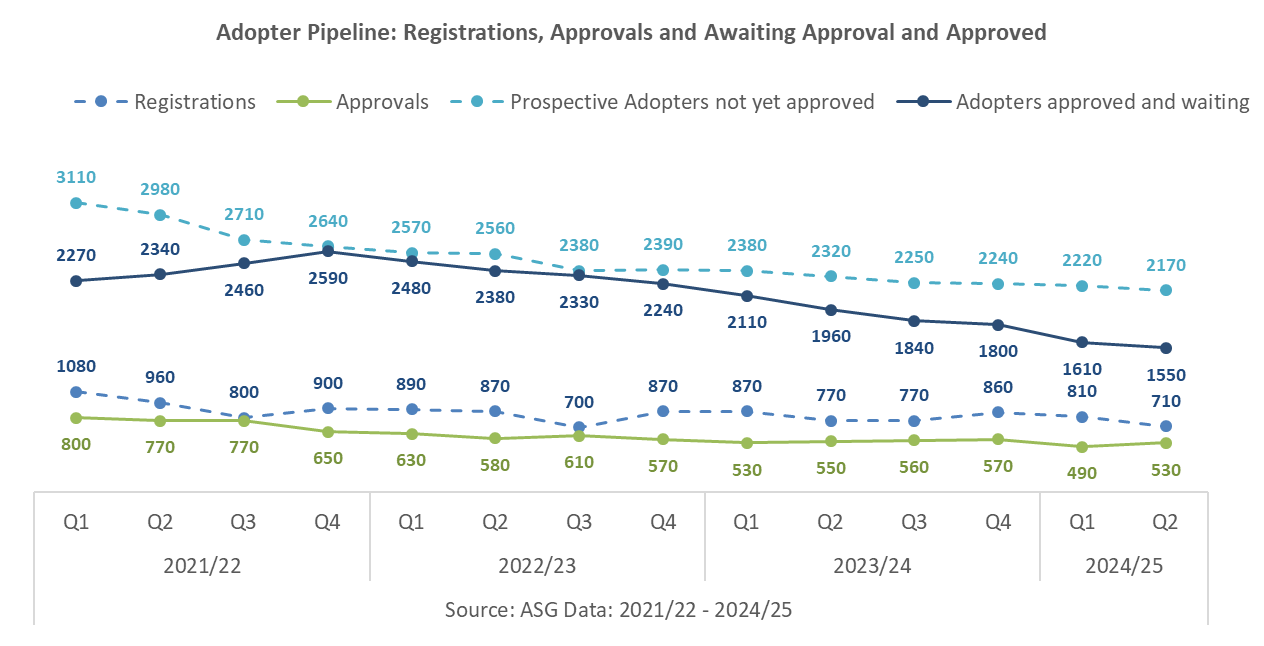 Adopter Pipeline: Registrations, Approvals and Awaiting Approval and Approved
Registrations Approvals Prospective Adopters not yet approved Adopters approved and waiting
3110 2980 2710 2640 2570 2560 2380 2390 2380 2320 2250 2240 2220 2170
2270 2340 2460 2590 2480 2380 2330 2240 2110 1960 1840 1800 1610 1550
1080 960 800 900 890 870 700 870 870 770 770 860 810 710
800 770 770 650 630 580 610 570 530 550 560 570 490 530
Q1 Q2 Q3 Q4 Q1 Q2 Q3 Q4 Q1 Q2 Q3 Q4 Q1 Q2
2021/22 2022/23 2023/24 2024/25
Source: ASG Data: 2021/22 - 2024/25